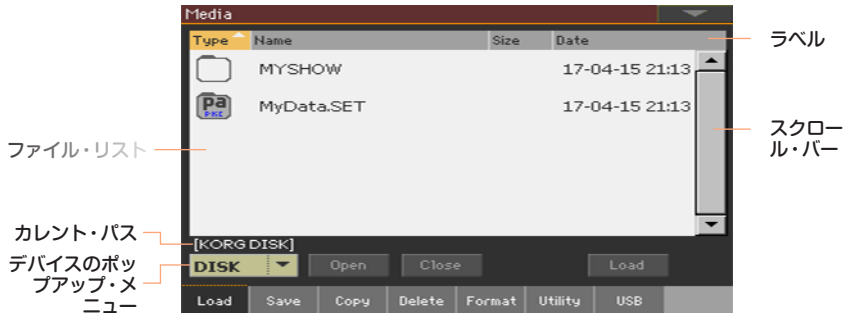 Media
Type Name Size Date
ラベル
MYSHOW 17-04-15 21:13
Pa
PKG
MyData.SET 17-04-15 21:13
スクロー
ル・バー
ファイル・リスト
カレント・パス
[KORG DISK]
デバイスのポッ
プアップ・メ
ニュー
DISK Open Close Load
Load Save Copy Delete Format Utility USB